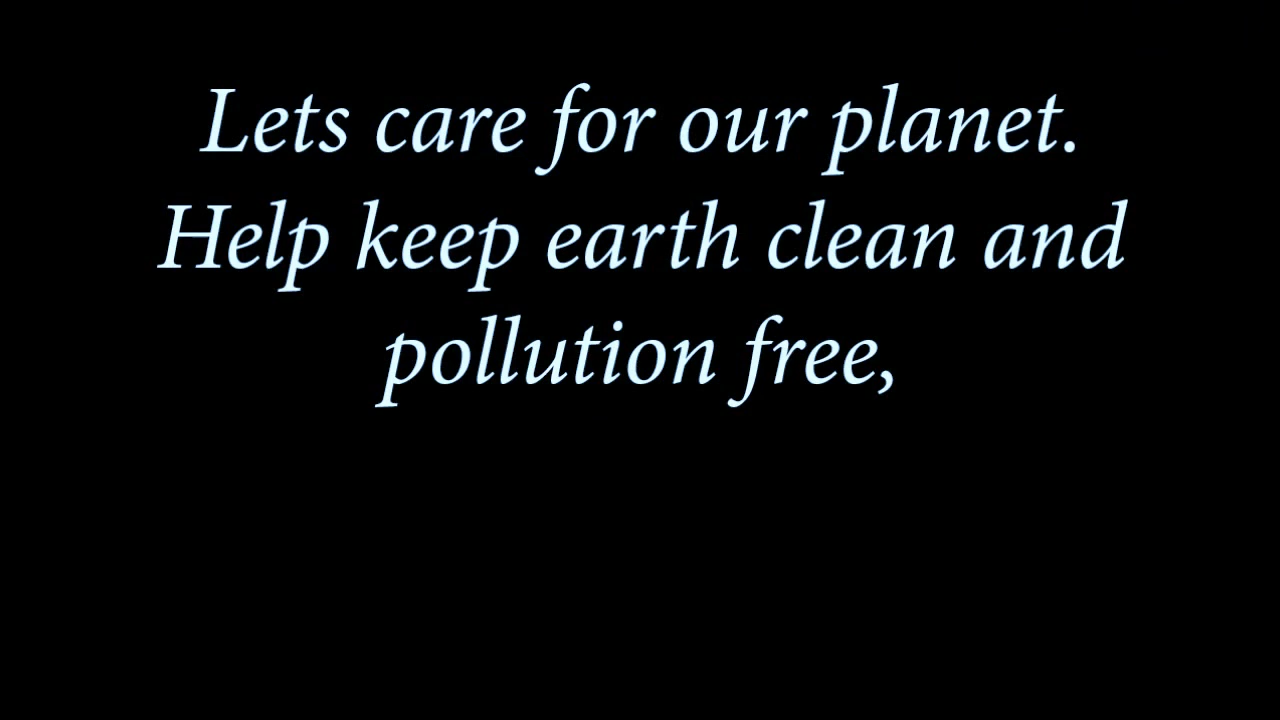 Lets care for our planet.
Help keep earth clean and
pollution free,